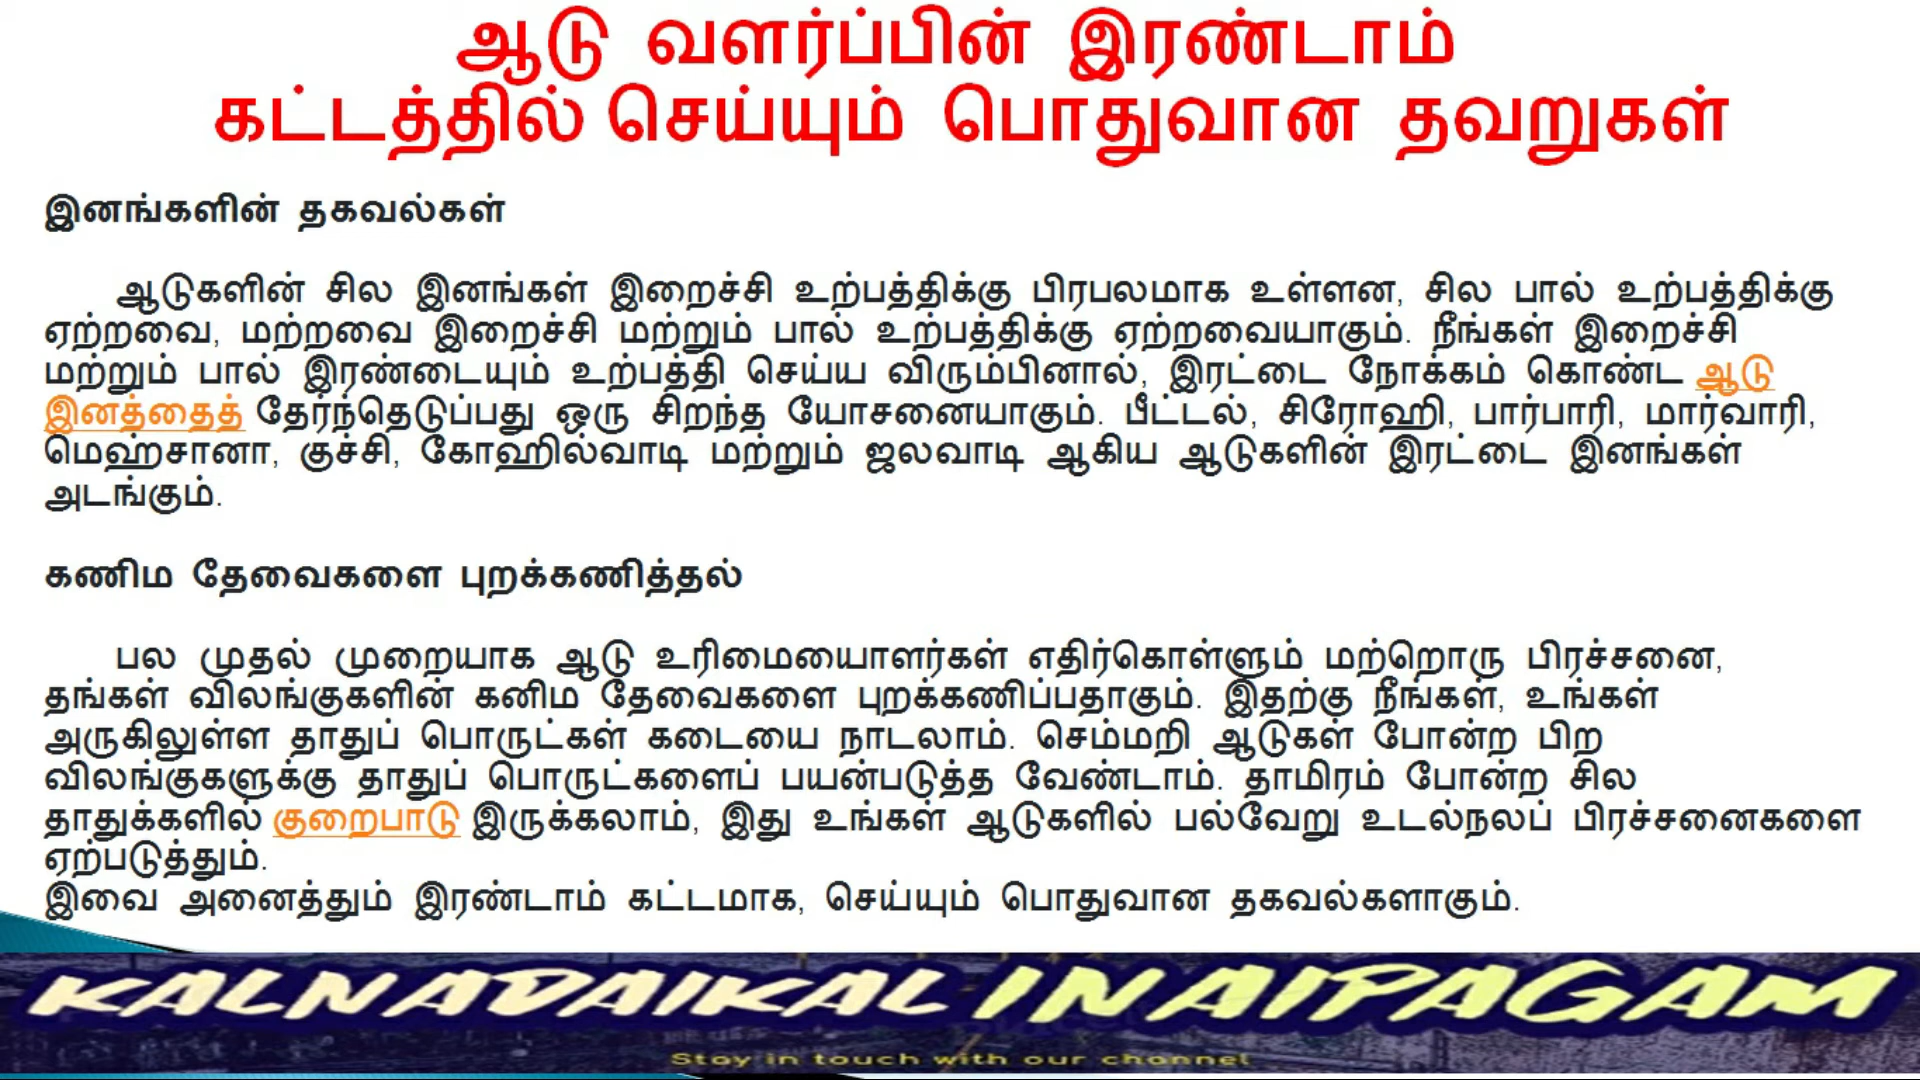 ஆடு வளர்ப்பின் இரண்டாம்
கட்டத்தில் செய்யும் பொதுவான தவறுகள்
இனங்களின் தகவல்கள்
ஆடுகளின் சில இனங்கள் இறைச்சி உற்பத்திக்கு பிரபலமாக உள்ளன, சில பால் உற்பத்திக்கு
ஏற்றவை, மற்றவை இறைச்சி மற்றும் பால் உற்பத்திக்கு ஏற்றவையாகும். நீங்கள் இறைச்சி
மற்றும் பால் இரண்டையும் உற்பத்தி செய்ய விரும்பினால், இரட்டை நோக்கம் கொண்ட ஆடு
இனத்தைத் தேர்ந்தெடுப்பது ஒரு சிறந்த யோசனையாகும். பீட்டல், சிரோஹி, பார்பாரி, மார்வாரி,
மெஹ்சானா, குச்சி, கோஹில்வாடி மற்றும் ஜலவாடி ஆகிய ஆடுகளின் இரட்டை இனங்கள்
அடங்கும்.
கணிம தேவைகளை புறக்கணித்தல்
பல முதல் முறையாக ஆடு உரிமையைாளர்கள் எதிர்கொள்ளும் மற்றொரு பிரச்சனை,
தங்கள் விலங்குகளின் கனிம தேவைகளை புறக்கணிப்பதாகும். இதற்கு நீங்கள், உங்கள்
அருகிலுள்ள தாதுப் பொருட்கள் கடையை நாடலாம். செம்மறி ஆடுகள் போன்ற பிற
விலங்குகளுக்கு தாதுப் பொருட்களைப் பயன்படுத்த வேண்டாம். தாமிரம் போன்ற சில
தாதுக்களில் குறைபாடு இருக்கலாம், இது உங்கள் ஆடுகளில் பல்வேறு உடல்நலப் பிரச்சனைகளை
ஏற்படுத்தும்.
இவை அனைத்தும் இரண்டாம் கட்டமாக, செய்யும் பொதுவான தகவல்களாகும்.
KALNADAIKAL INAIPAGAM
Stay in touch with our channel